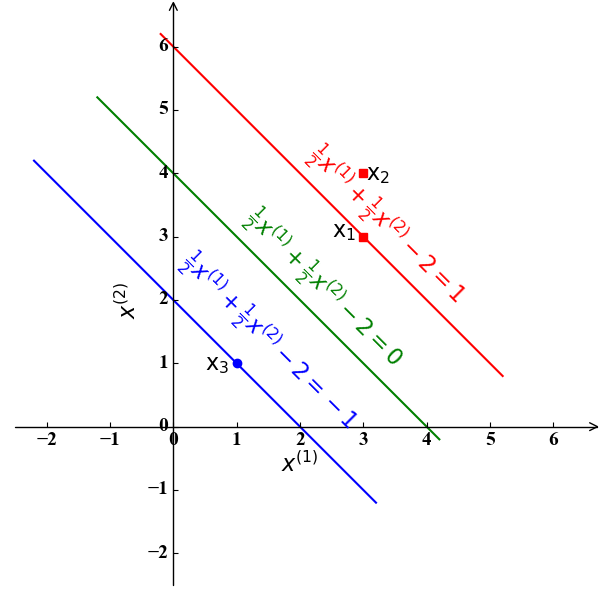 6
5
4
3
2
1
0
−1
−2
−2
−1
0
1
2
3
4
5
6
x⁽²⁾
x⁽¹⁾
½x⁽¹⁾ + ½x⁽²⁾ − 2 = 1
½x⁽¹⁾ + ½x⁽²⁾ − 2 = 0
½x⁽¹⁾ + ½x⁽²⁾ − 2 = −1
x₂
x₁
x₃